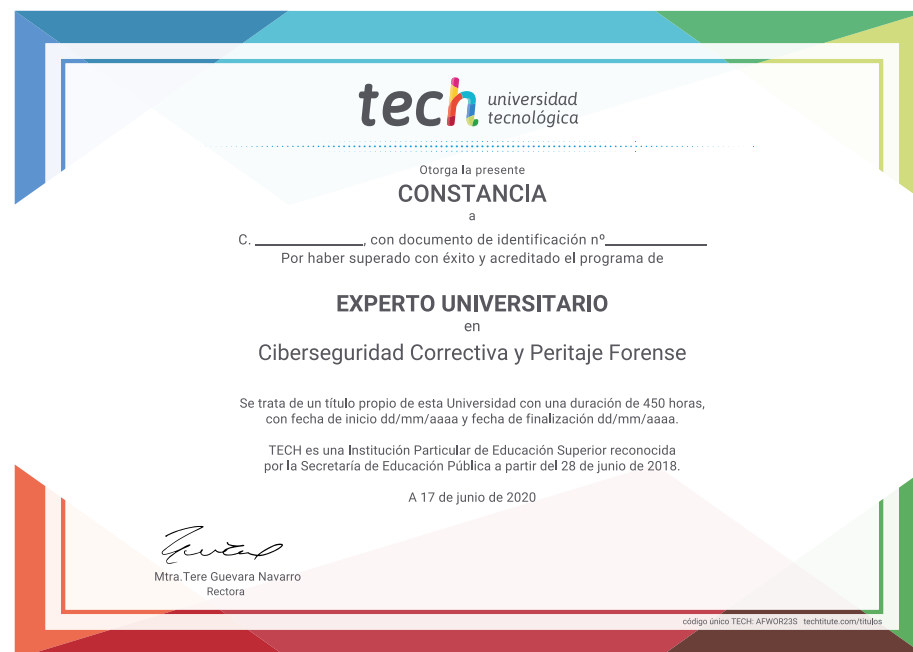 tech universidad
tecnológica
Otorga la presente
CONSTANCIA
a
C. ____________, con documento de identificación nº____________
Por haber superado con éxito y acreditado el programa de
EXPERTO UNIVERSITARIO
en
Ciberseguridad Correctiva y Peritaje Forense
Se trata de un título propio de esta Universidad con una duración de 450 horas,
con fecha de inicio dd/mm/aaaa y fecha de finalización dd/mm/aaaa.
TECH es una Institución Particular de Educación Superior reconocida
por la Secretaría de Educación Pública a partir del 28 de junio de 2018.
A 17 de junio de 2020
Mtra.Tere Guevara Navarro
Rectora
código único TECH: AFWOR23S techtitute.com/titulos